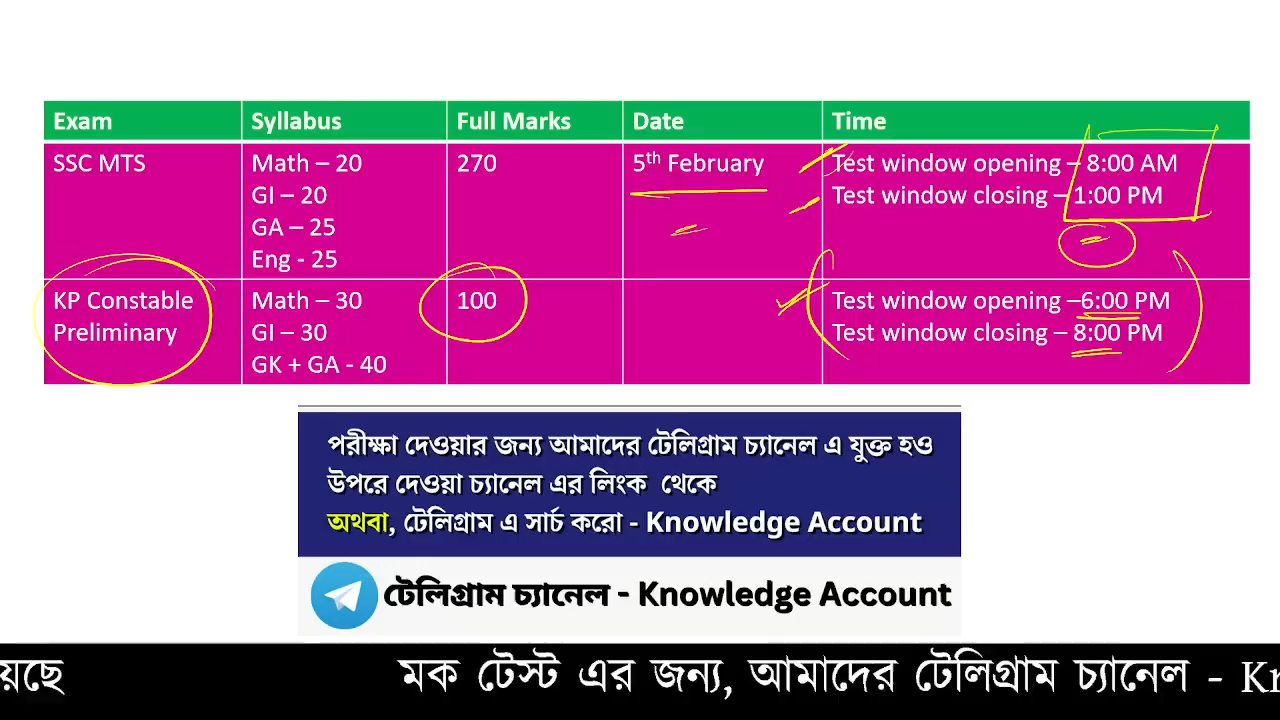 Exam Syllabus Full Marks Date Time
SSC MTS Math – 20 270 5th February Test window opening – 8:00 AM
GI – 20 Test window closing – 1:00 PM
GA – 25
Eng - 25
KP Constable Math – 30 100 Test window opening –6:00 PM
Preliminary GI – 30 Test window closing – 8:00 PM
GK + GA - 40
পরীক্ষা দেওয়ার জন্য আমাদের টেলিগ্রাম চ্যানেল এ যুক্ত হও
উপরে দেওয়া চ্যানেল এর লিংক থেকে
অথবা, টেলিগ্রাম এ সার্চ করো - Knowledge Account
টেলিগ্রাম চ্যানেল - Knowledge Account
য়েছে মক টেস্ট এর জন্য, আমাদের টেলিগ্রাম চ্যানেল - Kn